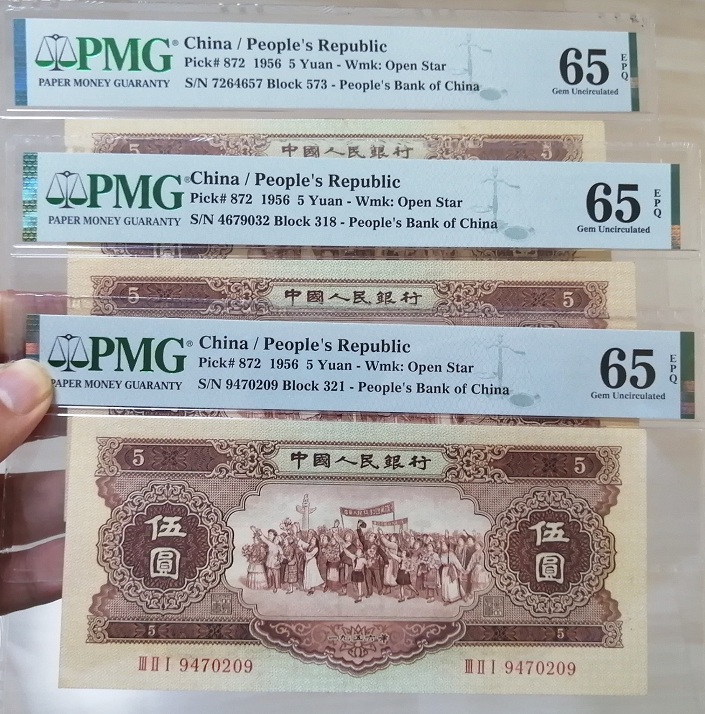 PMG®
PAPER MONEY GUARANTY
China / People's Republic
Pick# 872 1956 5 Yuan - Wmk: Open Star
S/N 7264657 Block 573 - People's Bank of China
65
EPQ
Gem Uncirculated
5 中國人民銀行 5
PMG®
PAPER MONEY GUARANTY
China / People's Republic
Pick# 872 1956 5 Yuan - Wmk: Open Star
S/N 4679032 Block 318 - People's Bank of China
65
EPQ
Gem Uncirculated
5 中國人民銀行 5
PMG®
PAPER MONEY GUARANTY
China / People's Republic
Pick# 872 1956 5 Yuan - Wmk: Open Star
S/N 9470209 Block 321 - People's Bank of China
65
EPQ
Gem Uncirculated
5 中國人民銀行 5
伍圓
伍圓
5 一九五六年 5
III II I 9470209
III II I 9470209